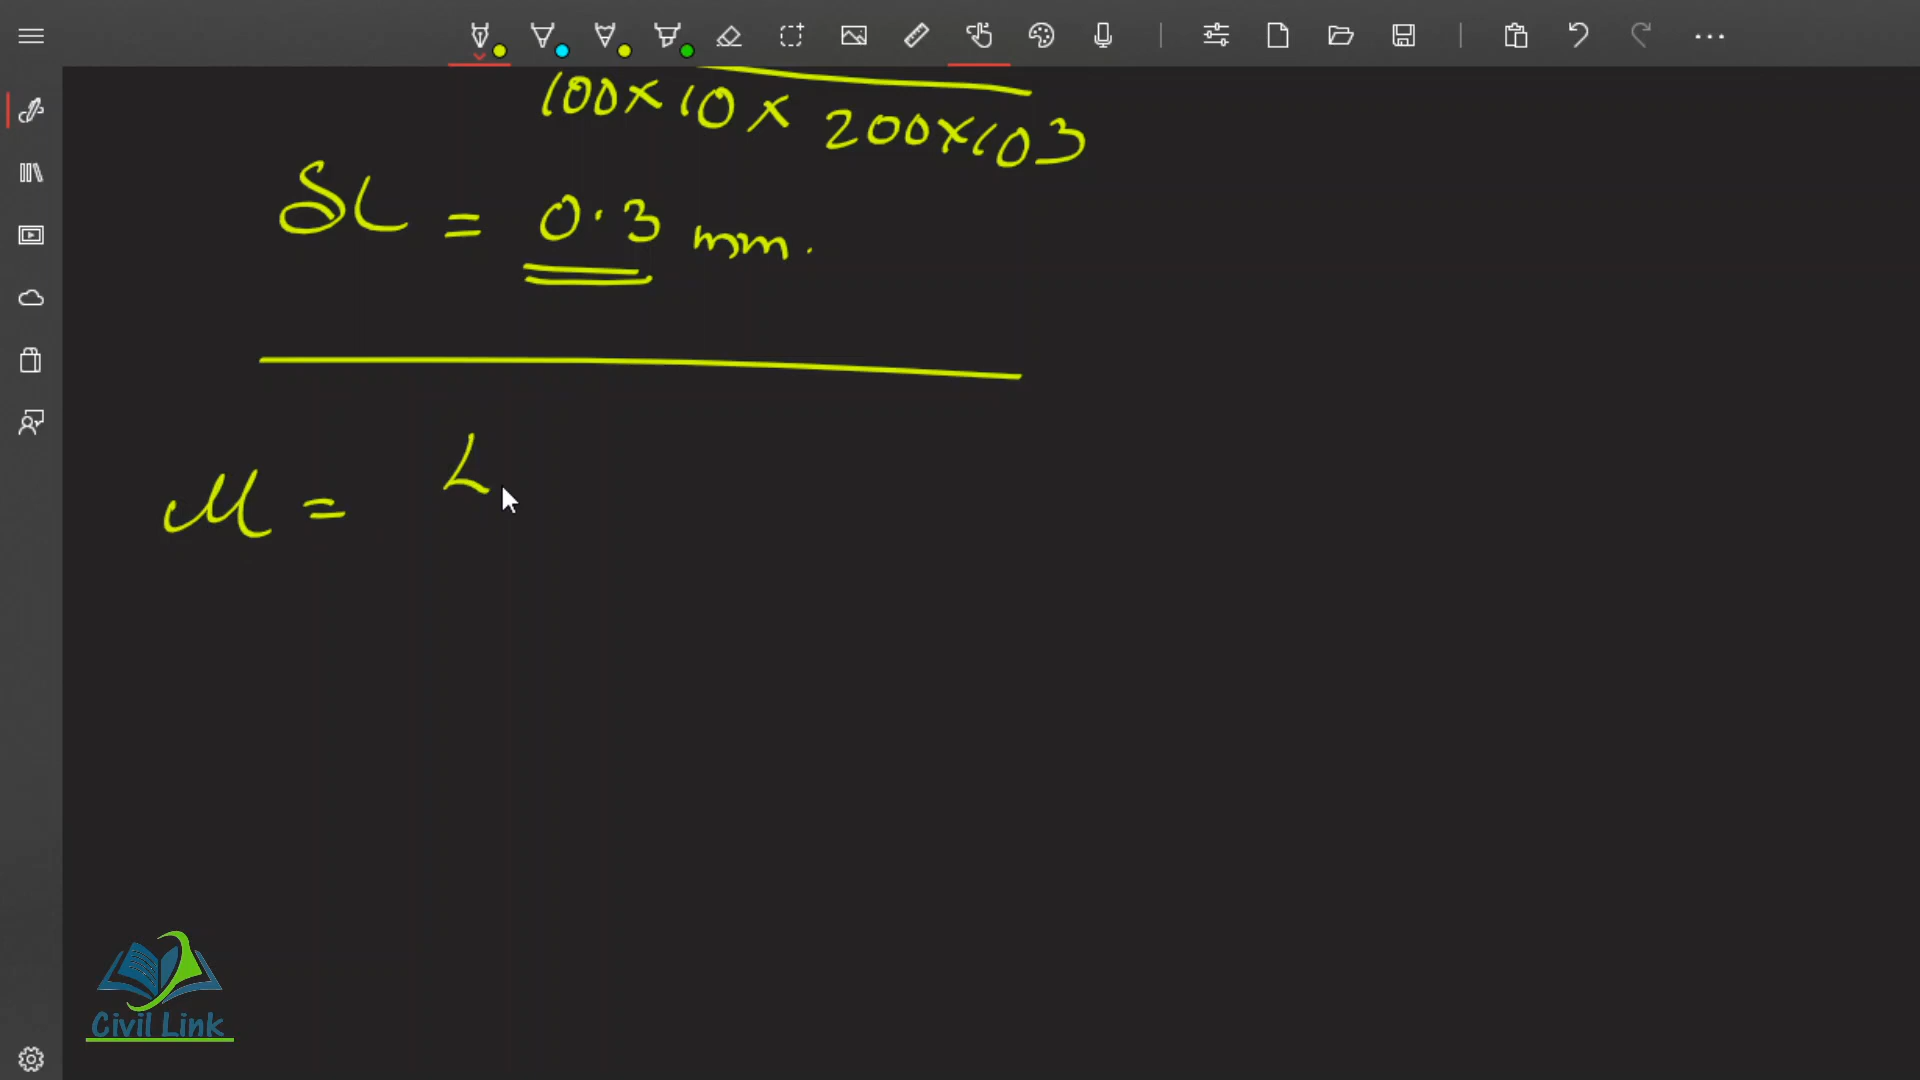 100×10× 200×103
δL = 0.3 mm.
μ = L
Civil Link